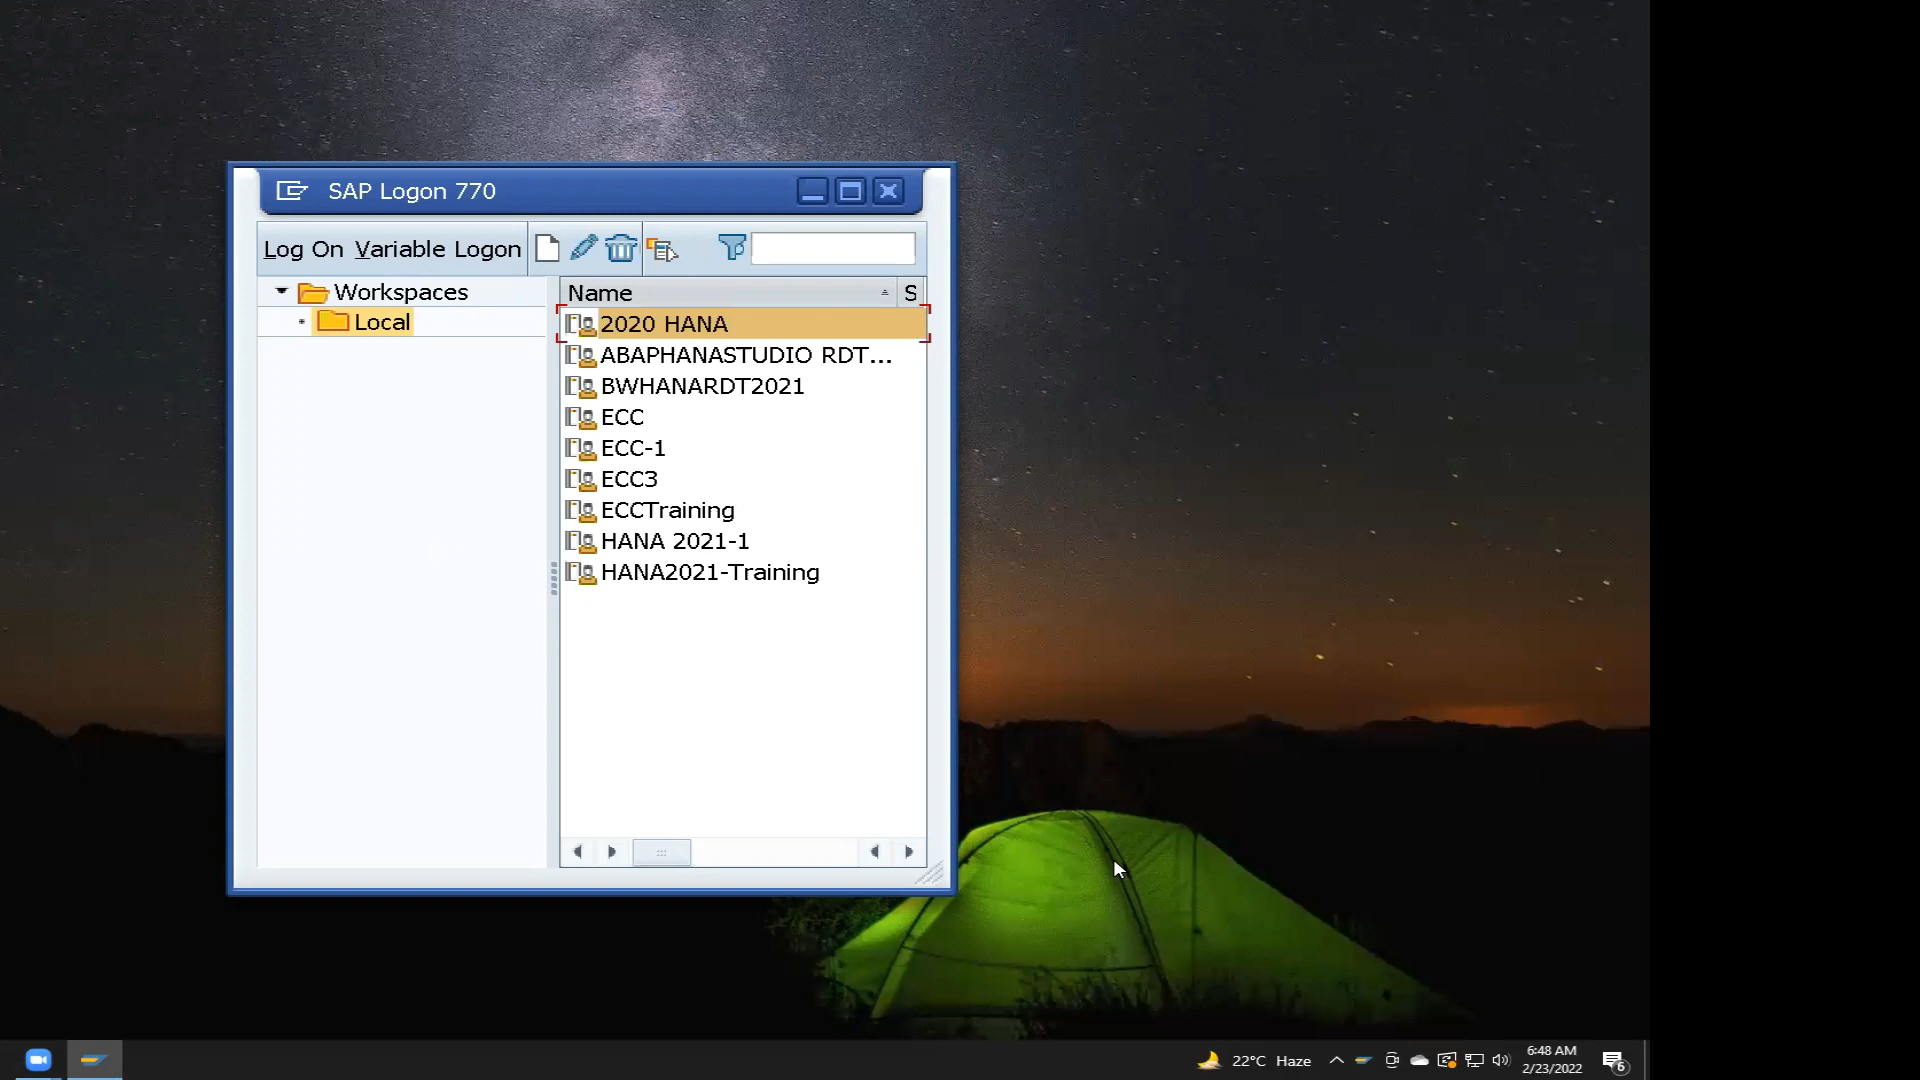 SAP Logon 770
Log On Variable Logon
Workspaces
Local
Name S
2020 HANA
ABAPHANASTUDIO RDT...
BWHANARDT2021
ECC
ECC-1
ECC3
ECCTraining
HANA 2021-1
HANA2021-Training
22°C Haze
6:48 AM
2/23/2022
6